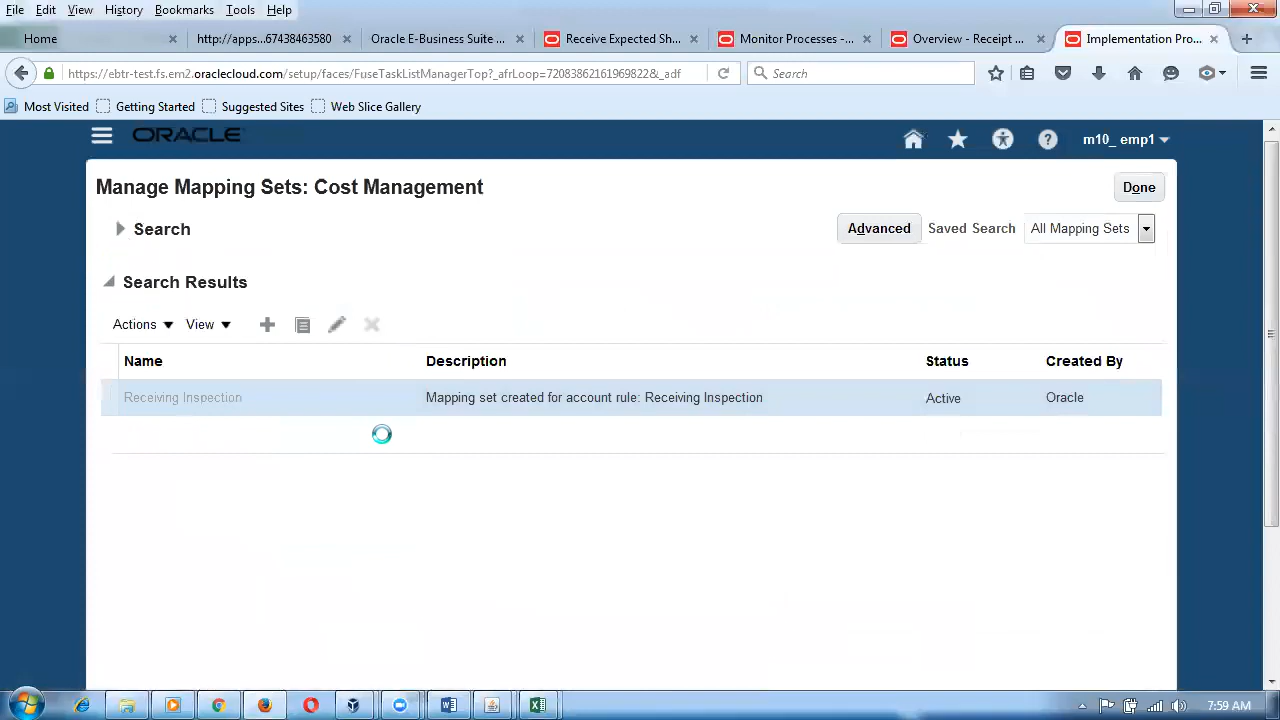 File Edit View History Bookmarks Tools Help
Home http://apps...67438463580 Oracle E-Business Suite... Receive Expected Sh... Monitor Processes -... Overview - Receipt ... Implementation Pro...
https://ebtr-test.fs.em2.oraclecloud.com/setup/faces/FuseTaskListManagerTop?_afrLoop=72083862161969822&_adf Search
Most Visited Getting Started Suggested Sites Web Slice Gallery
ORACLE m10_ emp1
Manage Mapping Sets: Cost Management Done
Search Advanced Saved Search All Mapping Sets
Search Results
Actions View
Name Description Status Created By
Receiving Inspection Mapping set created for account rule: Receiving Inspection Active Oracle
7:59 AM